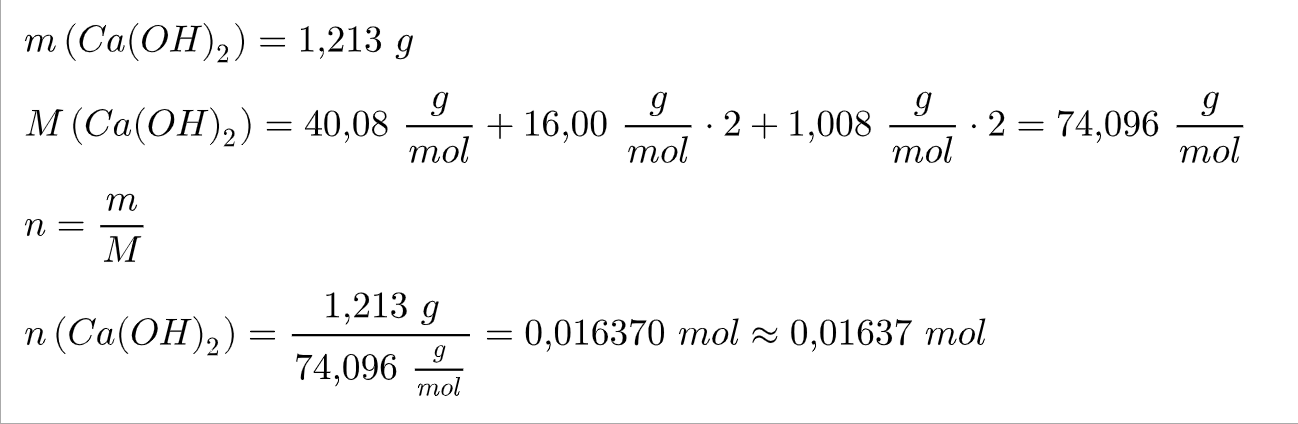 m (Ca(OH)₂) = 1,213 g
M (Ca(OH)₂) = 40,08 g/mol + 16,00 g/mol · 2 + 1,008 g/mol · 2 = 74,096 g/mol
n = m/M
n (Ca(OH)₂) = 1,213 g / 74,096 g/mol = 0,016370 mol ≈ 0,01637 mol